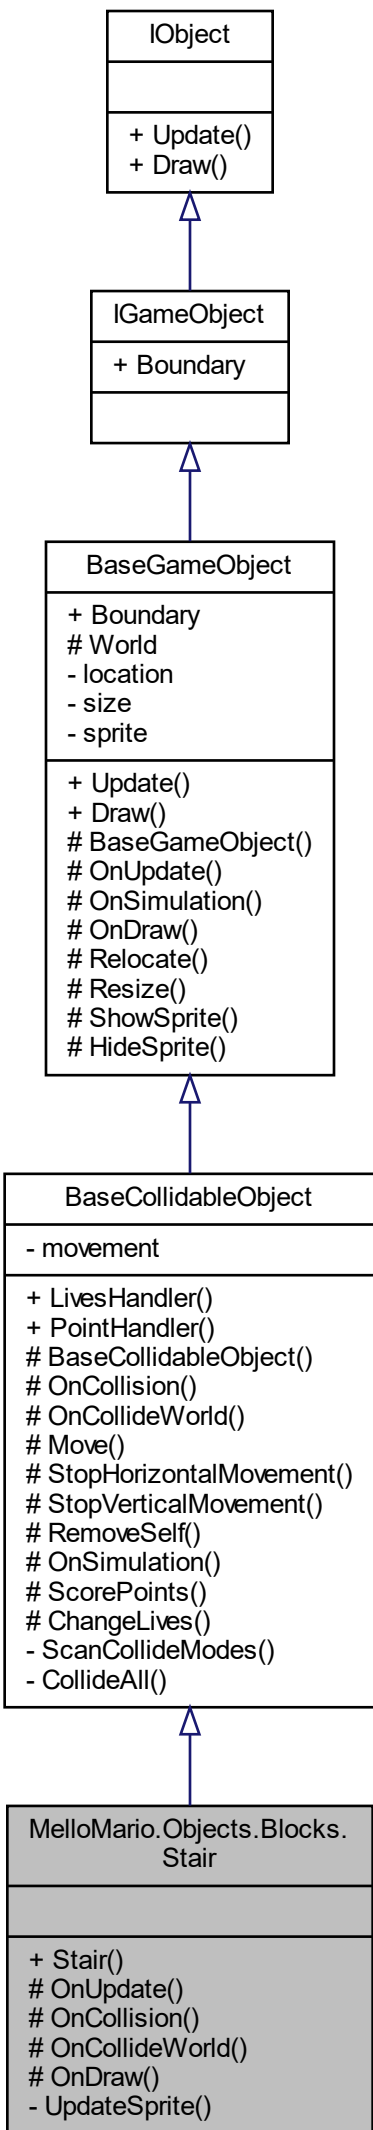 IObject
+ Update()
+ Draw()
IGameObject
+ Boundary
BaseGameObject
+ Boundary
# World
- location
- size
- sprite
+ Update()
+ Draw()
# BaseGameObject()
# OnUpdate()
# OnSimulation()
# OnDraw()
# Relocate()
# Resize()
# ShowSprite()
# HideSprite()
BaseCollidableObject
- movement
+ LivesHandler()
+ PointHandler()
# BaseCollidableObject()
# OnCollision()
# OnCollideWorld()
# Move()
# StopHorizontalMovement()
# StopVerticalMovement()
# RemoveSelf()
# OnSimulation()
# ScorePoints()
# ChangeLives()
- ScanCollideModes()
- CollideAll()
MelloMario.Objects.Blocks.
Stair
+ Stair()
# OnUpdate()
# OnCollision()
# OnCollideWorld()
# OnDraw()
- UpdateSprite()